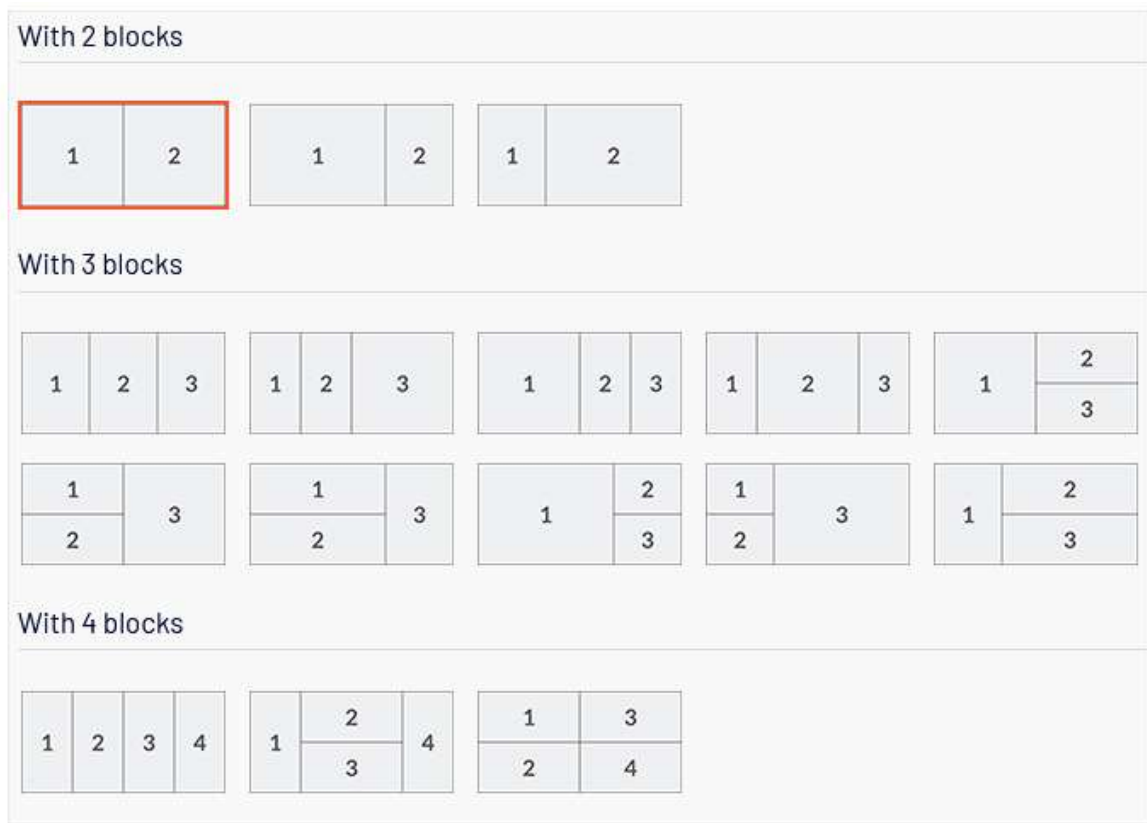 With 2 blocks
1 2 1 2 1 2
With 3 blocks
1 2 3 1 2 3 1 2 3 1 2 3 1 2
3
1 3 1 3 1 2 1 3 1 2
2 2 3 2 3
With 4 blocks
1 2 3 4 1 2 4 1 3
3 2 4